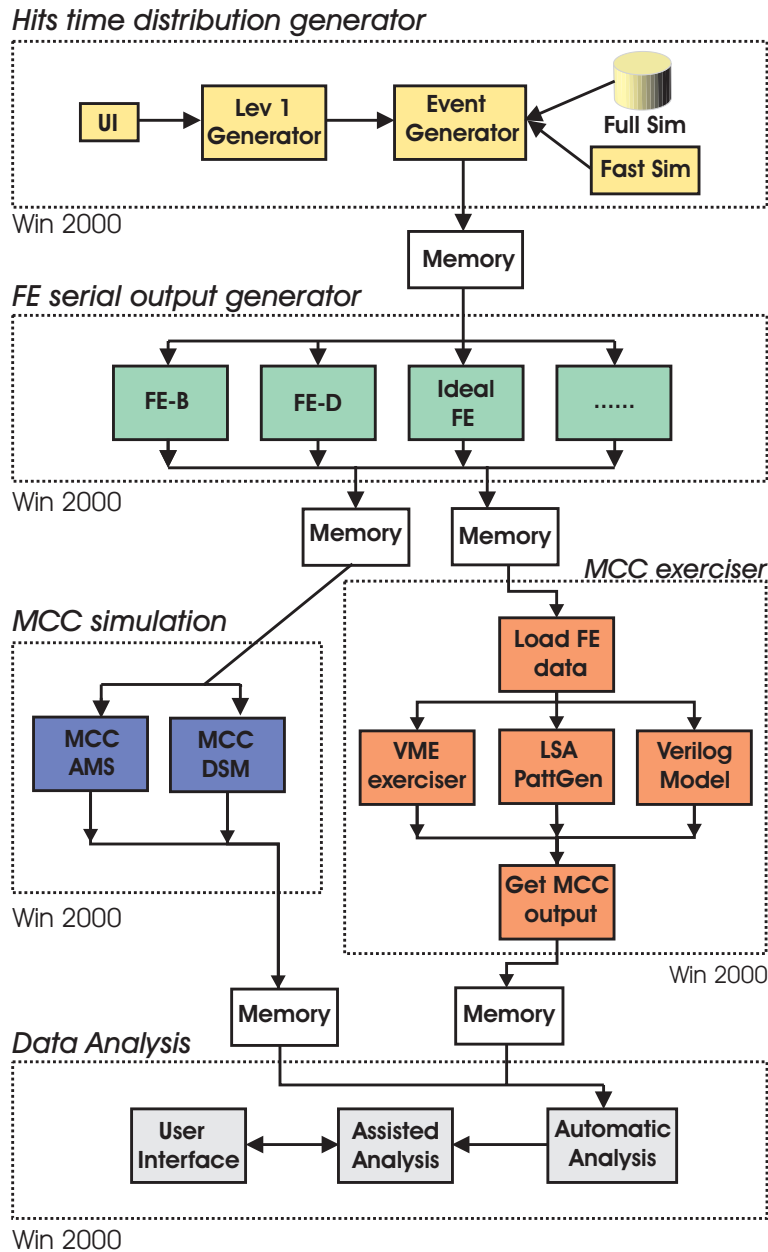 Hits time distribution generator
UI
Lev 1
Generator
Event
Generator
Full Sim
Fast Sim
Win 2000
Memory
FE serial output generator
FE-B
FE-D
Ideal
FE
......
Win 2000
Memory
Memory
MCC exerciser
MCC simulation
Load FE
data
MCC
AMS
MCC
DSM
VME
exerciser
LSA
PattGen
Verilog
Model
Get MCC
output
Win 2000
Win 2000
Memory
Memory
Data Analysis
User
Interface
Assisted
Analysis
Automatic
Analysis
Win 2000